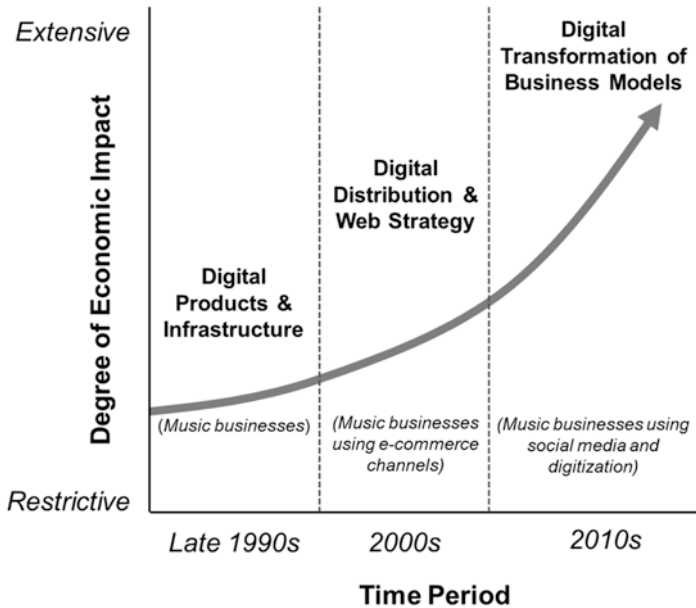 Extensive
Degree of Economic Impact
Restrictive
Digital
Products &
Infrastructure
(Music businesses)
Digital
Distribution &
Web Strategy
(Music businesses
using e-commerce
channels)
Digital
Transformation of
Business Models
(Music businesses using
social media and
digitization)
Late 1990s
2000s
2010s
Time Period